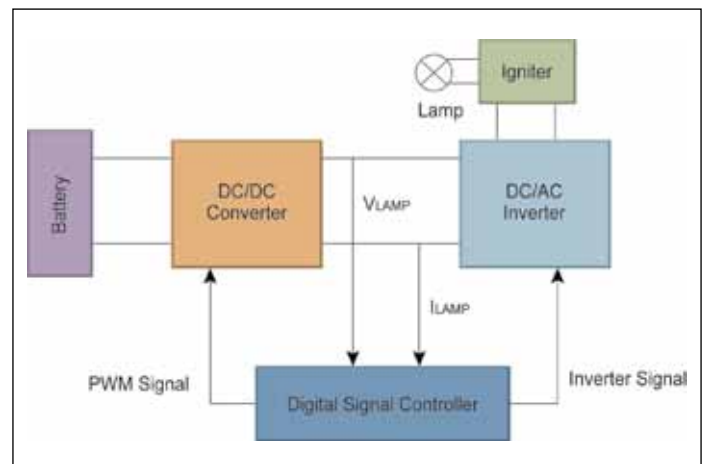 Igniter
Lamp
Battery
DC/DC
Converter
VLAMP
DC/AC
Inverter
ILAMP
PWM Signal
Digital Signal Controller
Inverter Signal